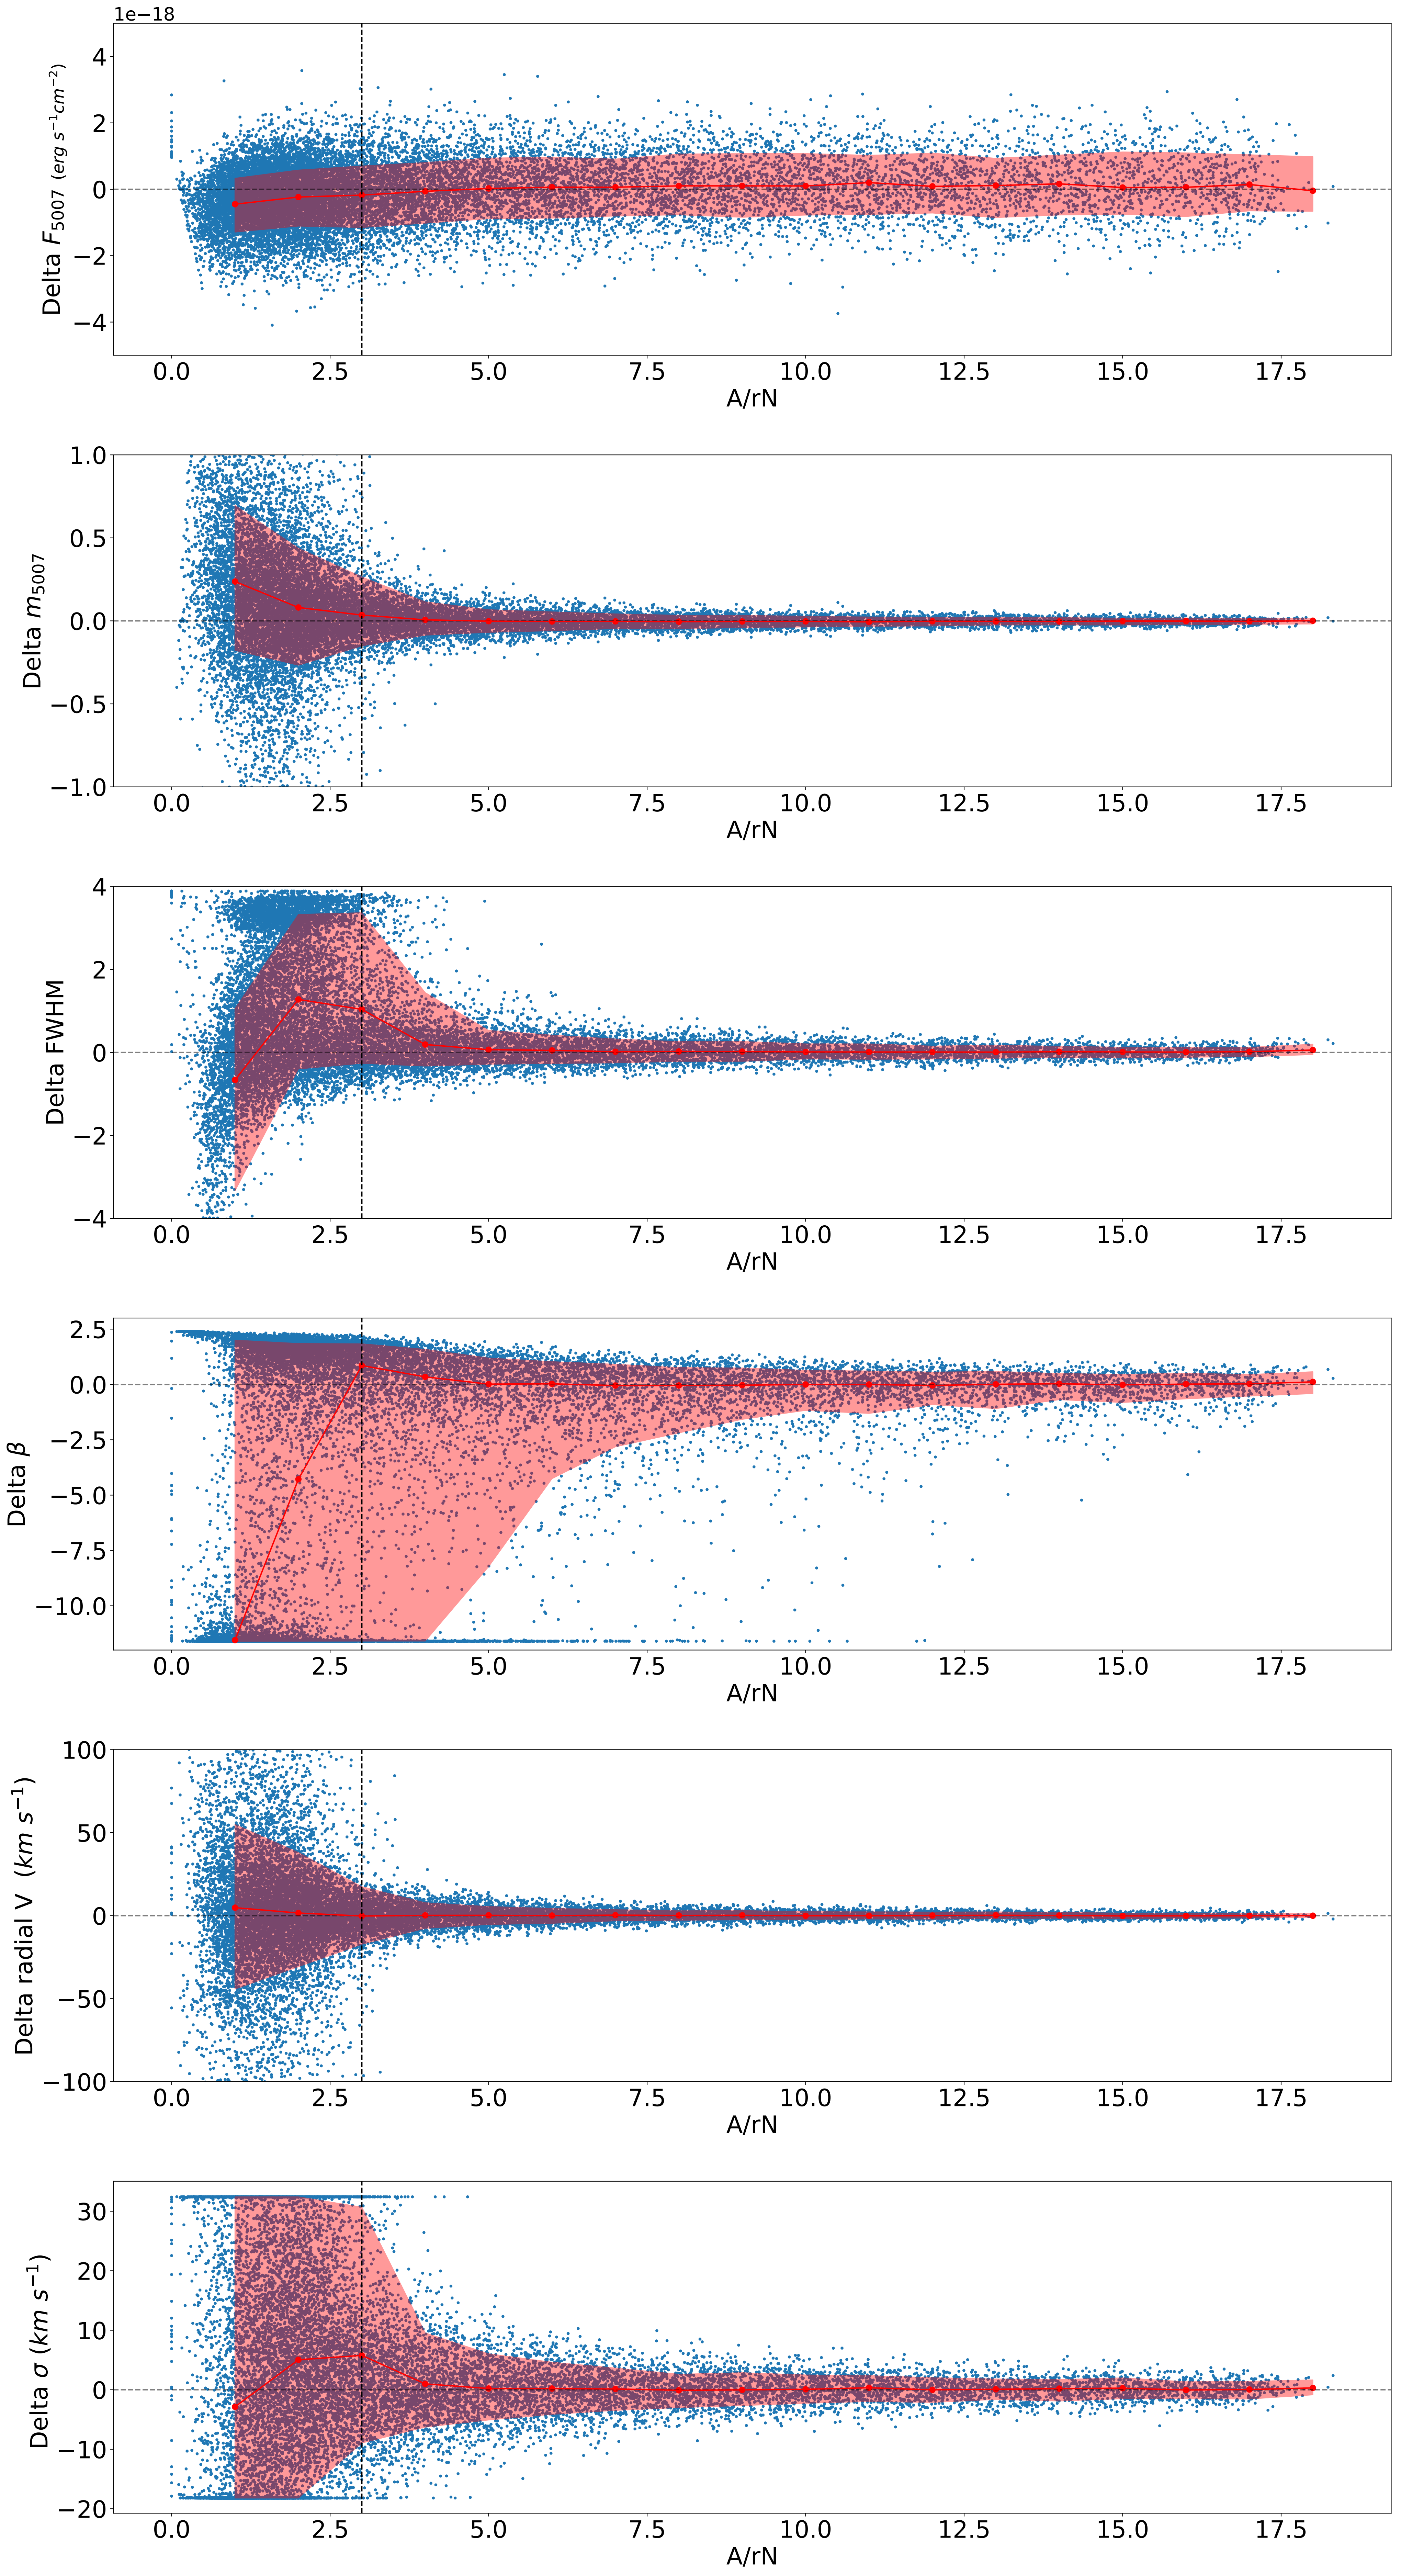 1e−18
4
2
0
−2
−4
Delta F5007 (erg s−1cm−2)
0.0 2.5 5.0 7.5 10.0 12.5 15.0 17.5
A/rN
1.0
0.5
0.0
−0.5
−1.0
Delta m5007
0.0 2.5 5.0 7.5 10.0 12.5 15.0 17.5
A/rN
4
2
0
−2
−4
Delta FWHM
0.0 2.5 5.0 7.5 10.0 12.5 15.0 17.5
A/rN
2.5
0.0
−2.5
−5.0
−7.5
−10.0
Delta β
0.0 2.5 5.0 7.5 10.0 12.5 15.0 17.5
A/rN
100
50
0
−50
−100
Delta radial V (km s−1)
0.0 2.5 5.0 7.5 10.0 12.5 15.0 17.5
A/rN
30
20
10
0
−10
−20
Delta σ (km s−1)
0.0 2.5 5.0 7.5 10.0 12.5 15.0 17.5
A/rN